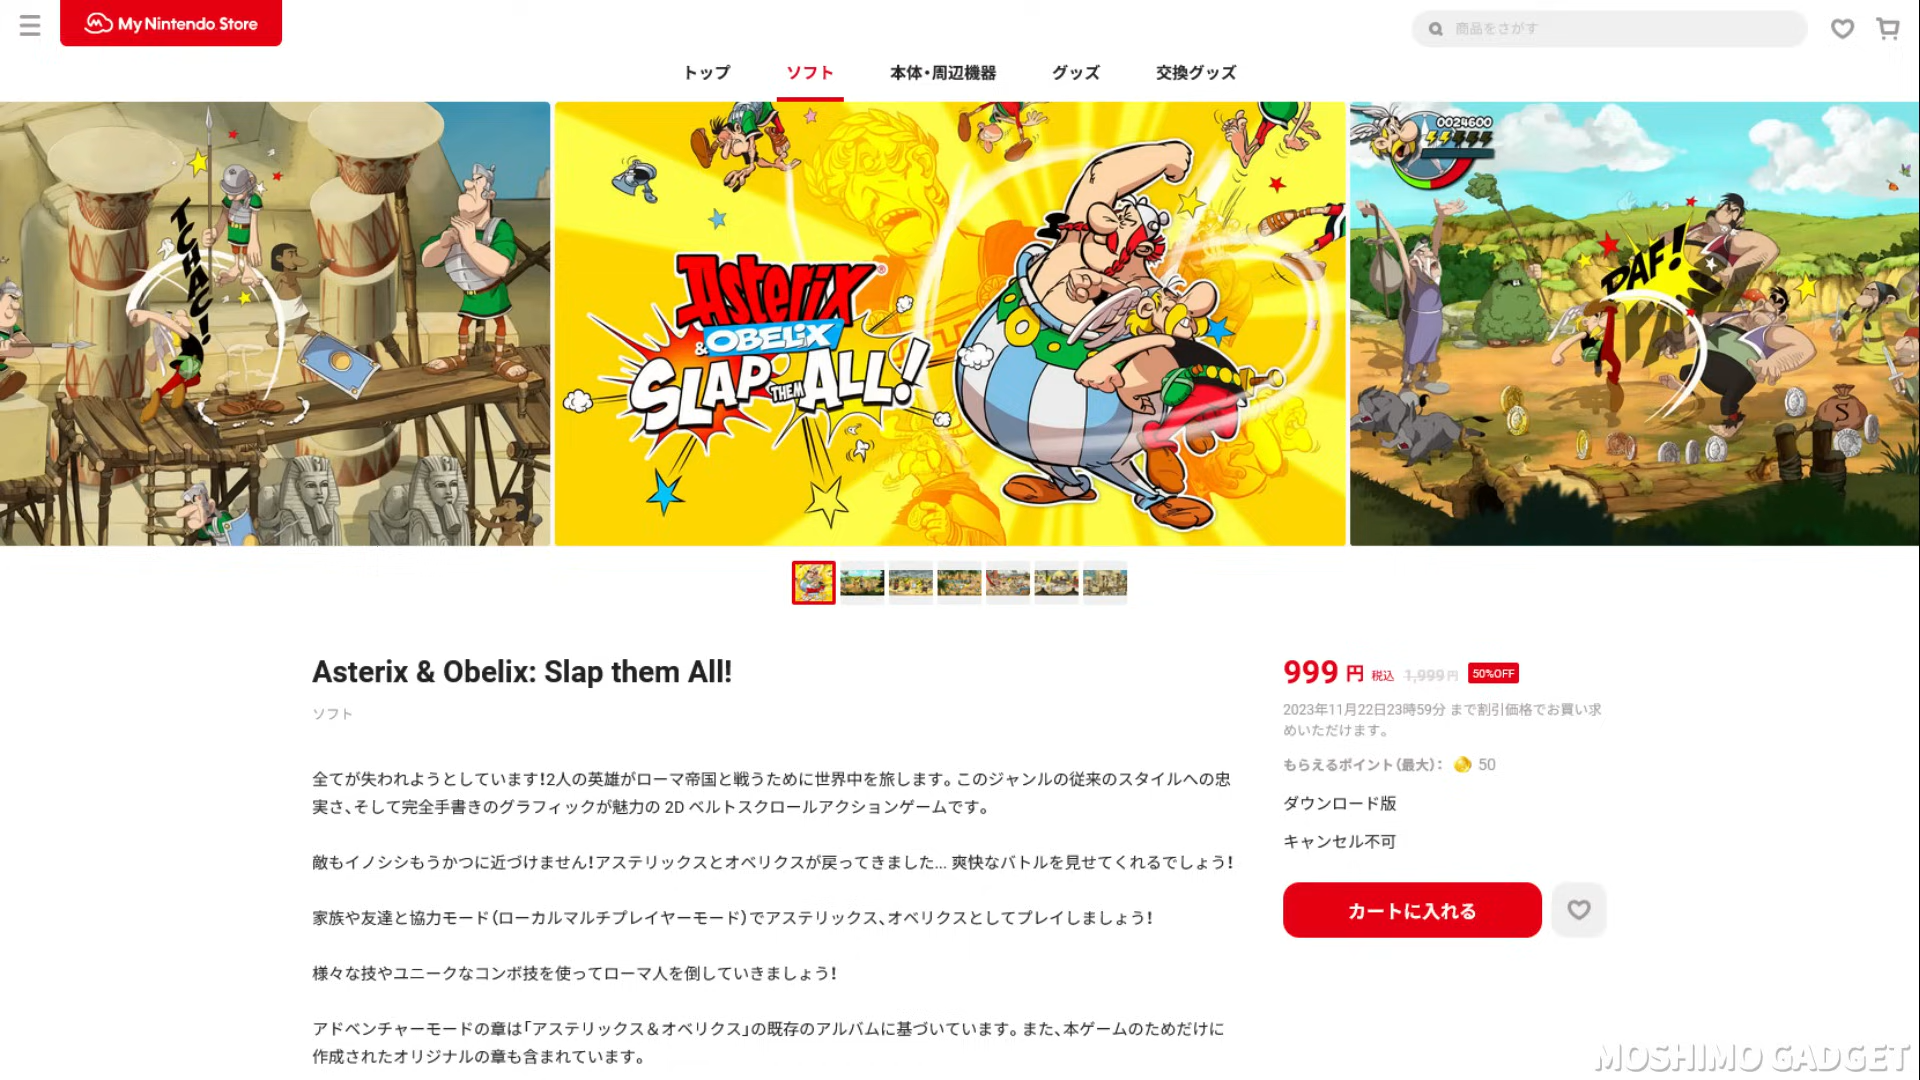 My Nintendo Store
商品をさがす
トップ
ソフト
本体・周辺機器
グッズ
交換グッズ
TCHAC!
Asterix
& OBELIX
SLAP THEM ALL!
0024600
PAF!
S
Asterix & Obelix: Slap them All!
ソフト
999 円 税込 1,999円 50%OFF
2023年11月22日23時59分 まで割引価格でお買い求
めいただけます。
もらえるポイント(最大): 50
ダウンロード版
キャンセル不可
カートに入れる
全てが失われようとしています!2人の英雄がローマ帝国と戦うために世界中を旅します。このジャンルの従来のスタイルへの忠
実さ、そして完全手書きのグラフィックが魅力の 2D ベルトスクロールアクションゲームです。
敵もイノシシもうかつに近づけません!アステリックスとオベリクスが戻ってきました... 爽快なバトルを見せてくれるでしょう!
家族や友達と協力モード(ローカルマルチプレイヤーモード)でアステリックス、オベリクスとしてプレイしましょう!
様々な技やユニークなコンボ技を使ってローマ人を倒していきましょう!
アドベンチャーモードの章は「アステリックス＆オベリクス」の既存のアルバムに基づいています。また、本ゲームのためだけに
作成されたオリジナルの章も含まれています。
MOSHIMO GADGET